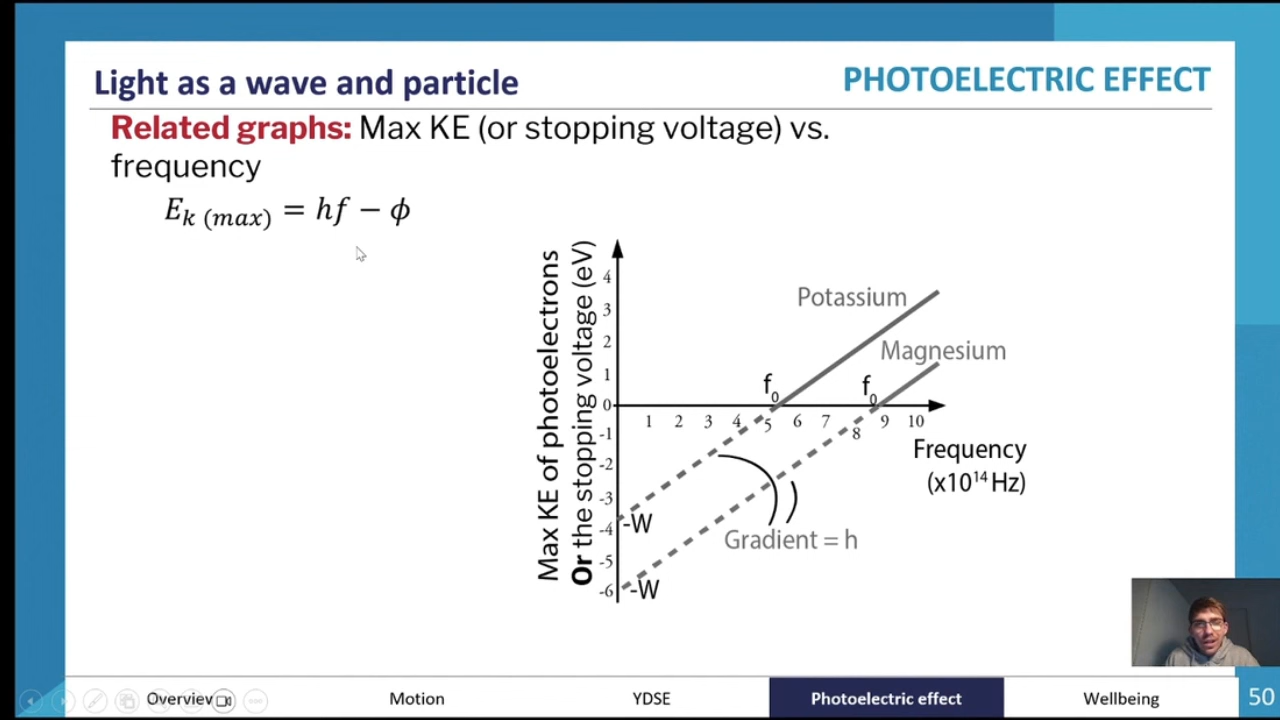 Light as a wave and particle
PHOTOELECTRIC EFFECT
Related graphs: Max KE (or stopping voltage) vs.
frequency
E_{k (max)} = hf − ϕ
Max KE of photoelectrons
Or the stopping voltage (eV)
4
3
2
1
0
-1
-2
-3
-4
-5
-6
Potassium
Magnesium
f₀
f₀
1 2 3 4 5 6 7 8 9 10
Frequency
(x10¹⁴ Hz)
-W
-W
Gradient = h
Overview
Motion
YDSE
Photoelectric effect
Wellbeing
50